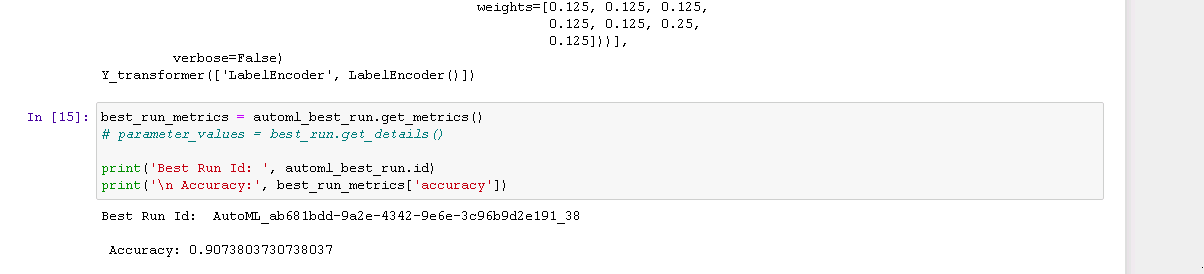 weights=[0.125, 0.125, 0.125,
0.125, 0.125, 0.25,
0.125]))],
verbose=False)
Y_transformer(['LabelEncoder', LabelEncoder()])
In [15]: best_run_metrics = automl_best_run.get_metrics()
# parameter_values = best_run.get_details()
print('Best Run Id: ', automl_best_run.id)
print('\n Accuracy:', best_run_metrics['accuracy'])
Best Run Id:  AutoML_ab681bdd-9a2e-4342-9e6e-3c96b9d2e191_38
Accuracy: 0.9073803730738037